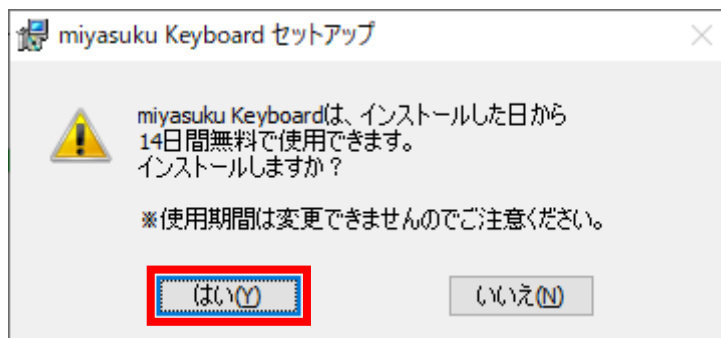 miyasuku Keyboard セットアップ
miyasuku Keyboardは、インストールした日から
14日間無料で使用できます。
インストールしますか？
※使用期間は変更できませんのでご注意ください。
はい(Y)
いいえ(N)